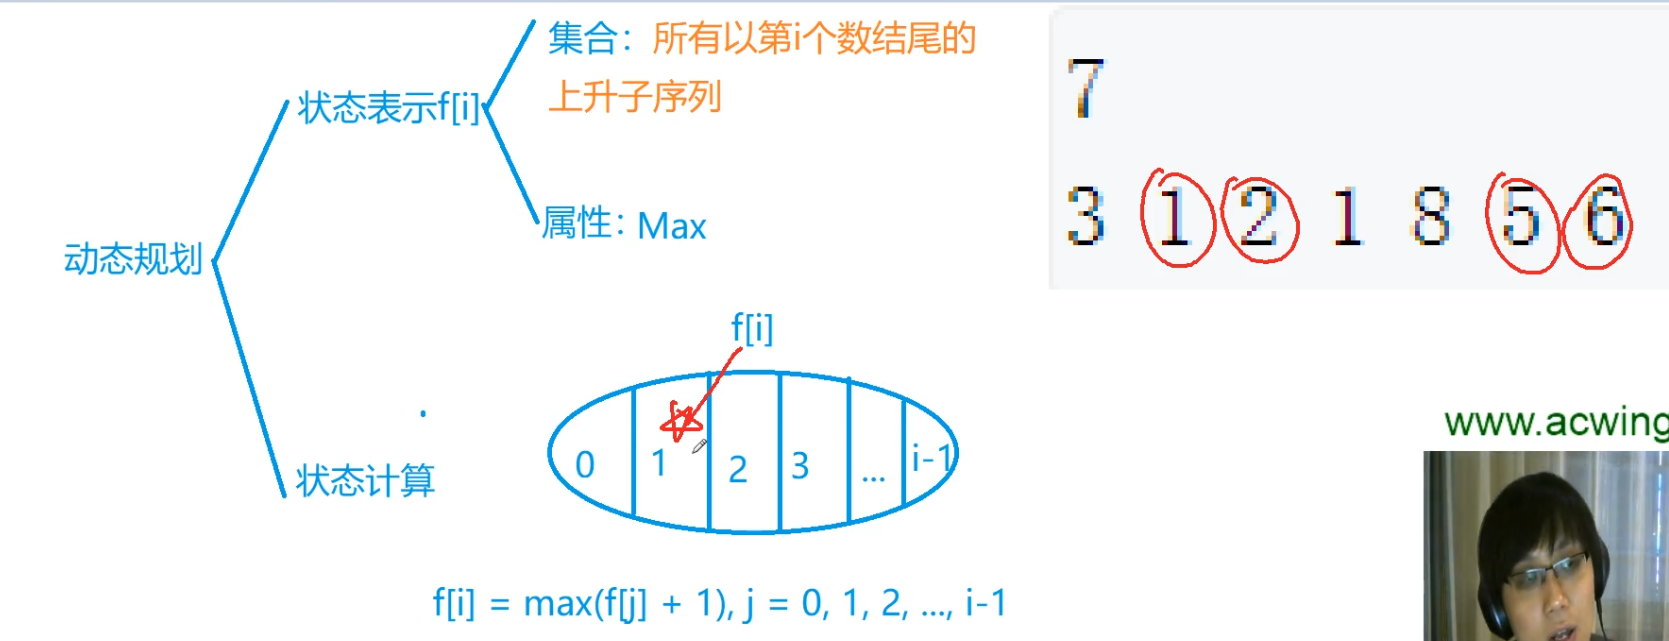 集合：所有以第i个数结尾的
上升子序列
状态表示f[i]
属性：Max
动态规划
状态计算
f[i]
0 1 2 3 ... i-1
f[i] = max(f[j] + 1), j = 0, 1, 2, ..., i-1
7
3 1 2 1 8 5 6
www.acwing